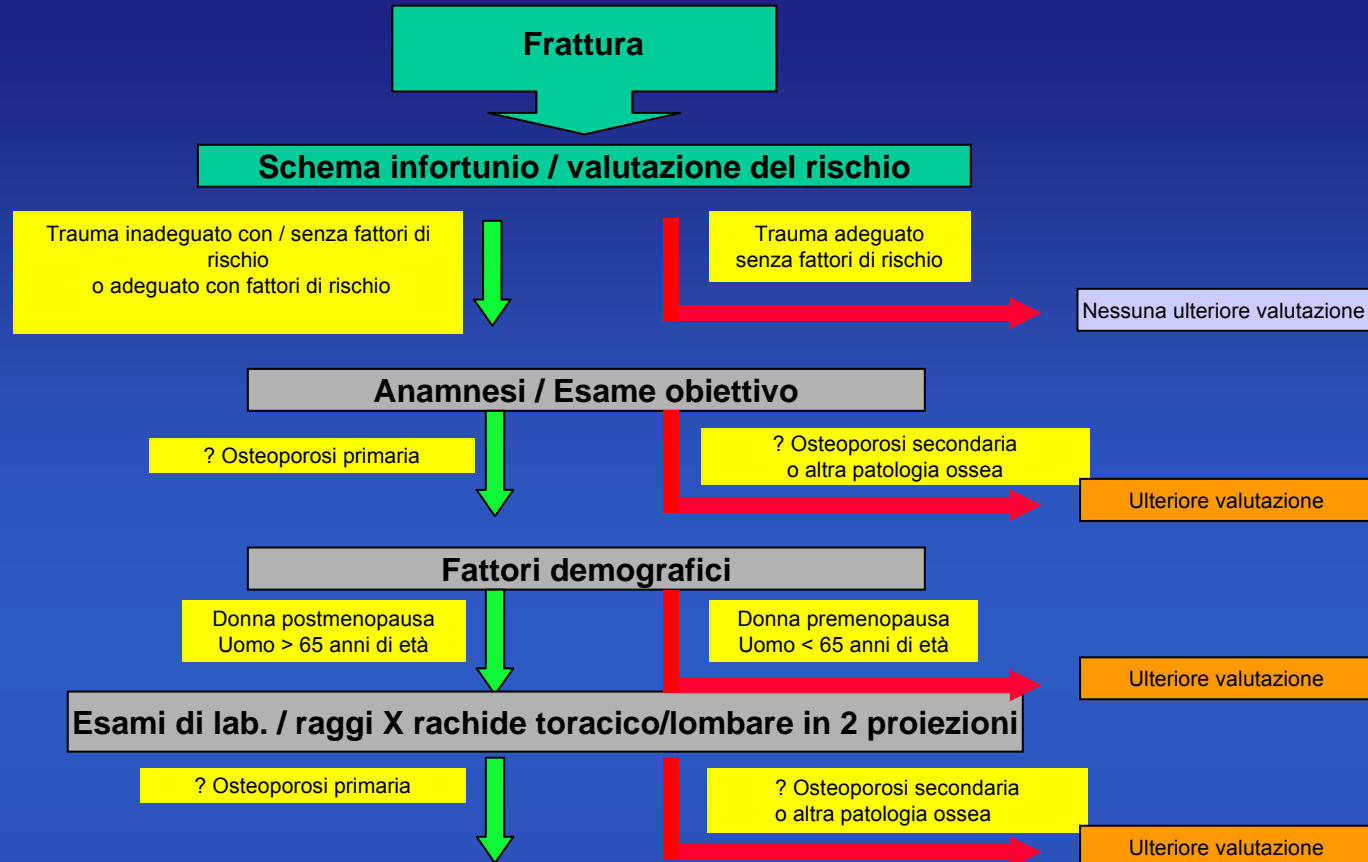 Frattura
Schema infortunio / valutazione del rischio
Trauma inadeguato con / senza fattori di
rischio
o adeguato con fattori di rischio
Trauma adeguato
senza fattori di rischio
Nessuna ulteriore valutazione
Anamnesi / Esame obiettivo
? Osteoporosi primaria
? Osteoporosi secondaria
o altra patologia ossea
Ulteriore valutazione
Fattori demografici
Donna postmenopausa
Uomo > 65 anni di età
Donna premenopausa
Uomo < 65 anni di età
Ulteriore valutazione
Esami di lab. / raggi X rachide toracico/lombare in 2 proiezioni
? Osteoporosi primaria
? Osteoporosi secondaria
o altra patologia ossea
Ulteriore valutazione